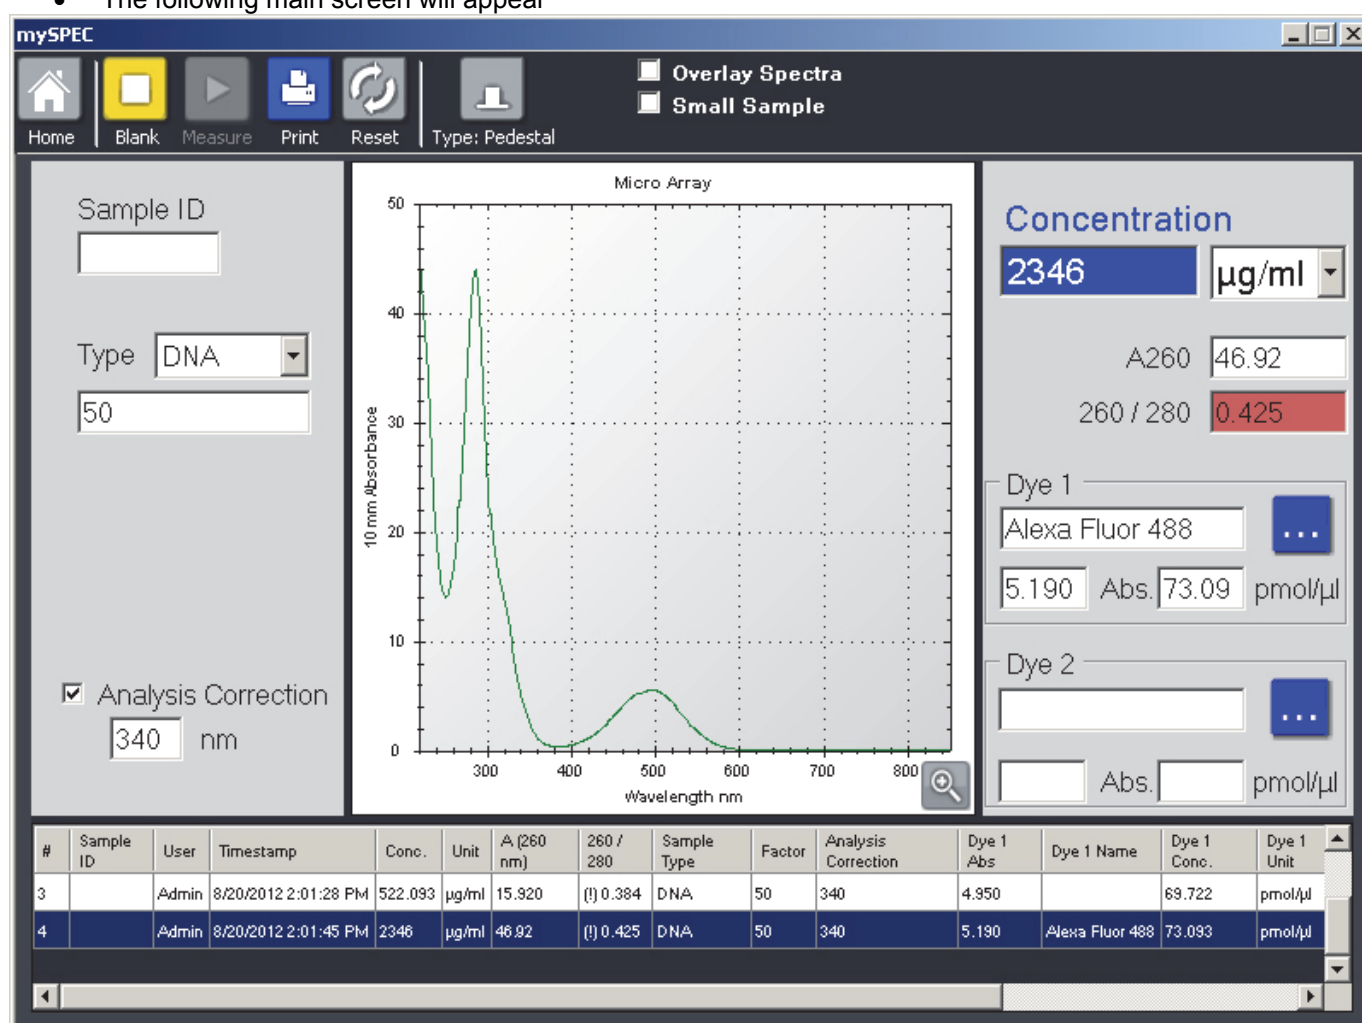 • The following main screen will appear
mySPEC
Overlay Spectra
Small Sample
Home Blank Measure Print Reset Type: Pedestal
Sample ID
Type DNA
50
Analysis Correction
340 nm
Micro Array
50
40
30
20
10
0
10 mm Absorbance
300 400 500 600 700 800
Wavelength nm
Concentration
2346 µg/ml
A260 46.92
260 / 280 0.425
Dye 1
Alexa Fluor 488 ...
5.190 Abs. 73.09 pmol/µl
Dye 2
...
Abs. pmol/µl
# Sample ID User Timestamp Conc. Unit A (260 nm) 260 / 280 Sample Type Factor Analysis Correction Dye 1 Abs Dye 1 Name Dye 1 Conc. Dye 1 Unit
3 Admin 8/20/2012 2:01:28 PM 522.093 µg/ml 15.920 (!) 0.384 DNA 50 340 4.950 69.722 pmol/µl
4 Admin 8/20/2012 2:01:45 PM 2346 µg/ml 46.92 (!) 0.425 DNA 50 340 5.190 Alexa Fluor 488 73.093 pmol/µl